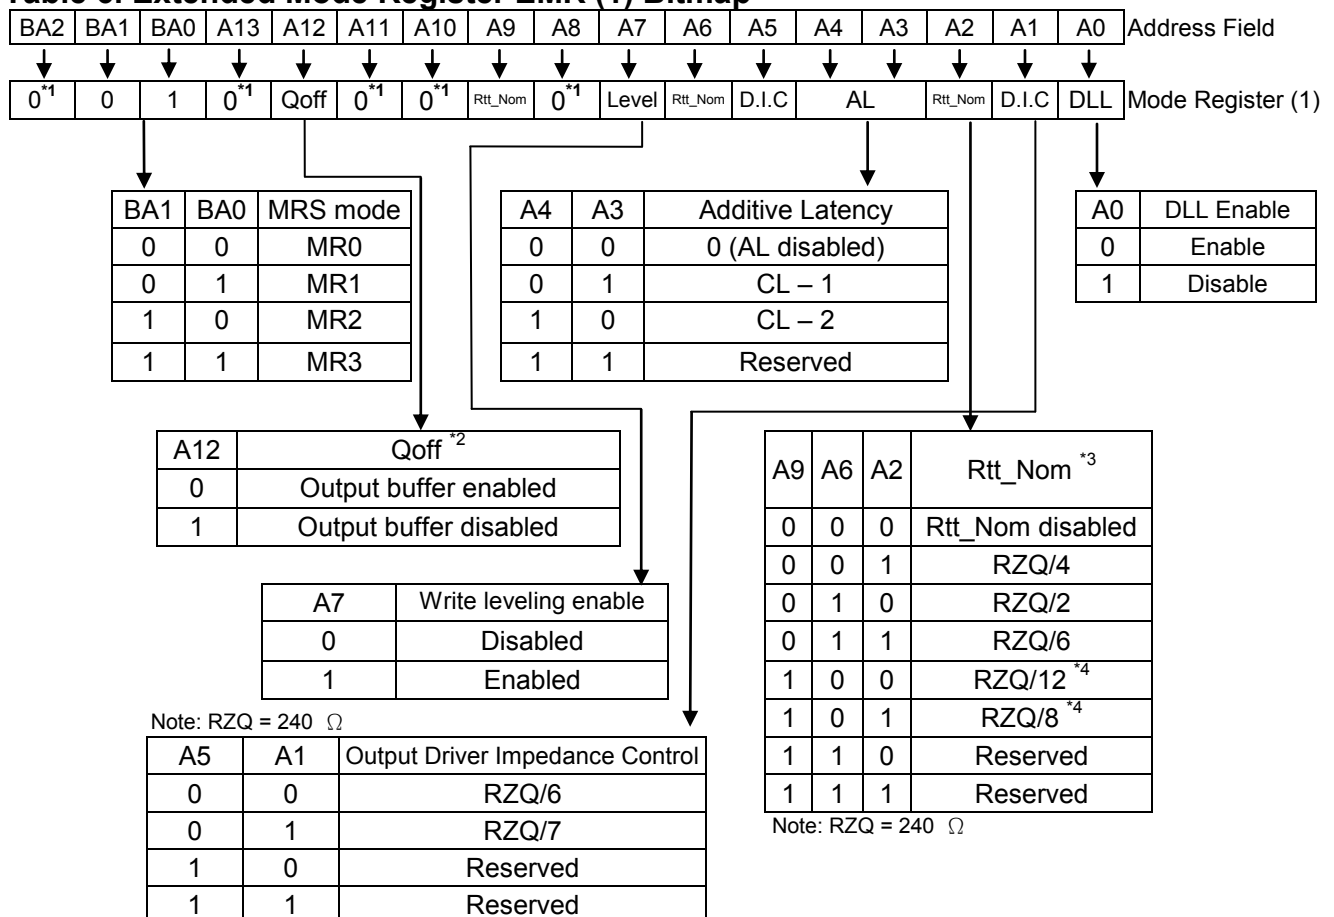 Table 6. Extended Mode Register EMR (1) Bitmap
BA2 BA1 BA0 A13 A12 A11 A10 A9 A8 A7 A6 A5 A4 A3 A2 A1 A0 Address Field
0*1 0 1 0*1 Qoff 0*1 0*1 Rtt_Nom 0*1 Level Rtt_Nom D.I.C AL Rtt_Nom D.I.C DLL Mode Register (1)
BA1 BA0 MRS mode
0 0 MR0
0 1 MR1
1 0 MR2
1 1 MR3
A4 A3 Additive Latency
0 0 0 (AL disabled)
0 1 CL – 1
1 0 CL – 2
1 1 Reserved
A0 DLL Enable
0 Enable
1 Disable
A12 Qoff *2
0 Output buffer enabled
1 Output buffer disabled
A9 A6 A2 Rtt_Nom *3
0 0 0 Rtt_Nom disabled
0 0 1 RZQ/4
0 1 0 RZQ/2
0 1 1 RZQ/6
1 0 0 RZQ/12 *4
1 0 1 RZQ/8 *4
1 1 0 Reserved
1 1 1 Reserved
Note: RZQ = 240 Ω
A7 Write leveling enable
0 Disabled
1 Enabled
Note: RZQ = 240 Ω
A5 A1 Output Driver Impedance Control
0 0 RZQ/6
0 1 RZQ/7
1 0 Reserved
1 1 Reserved